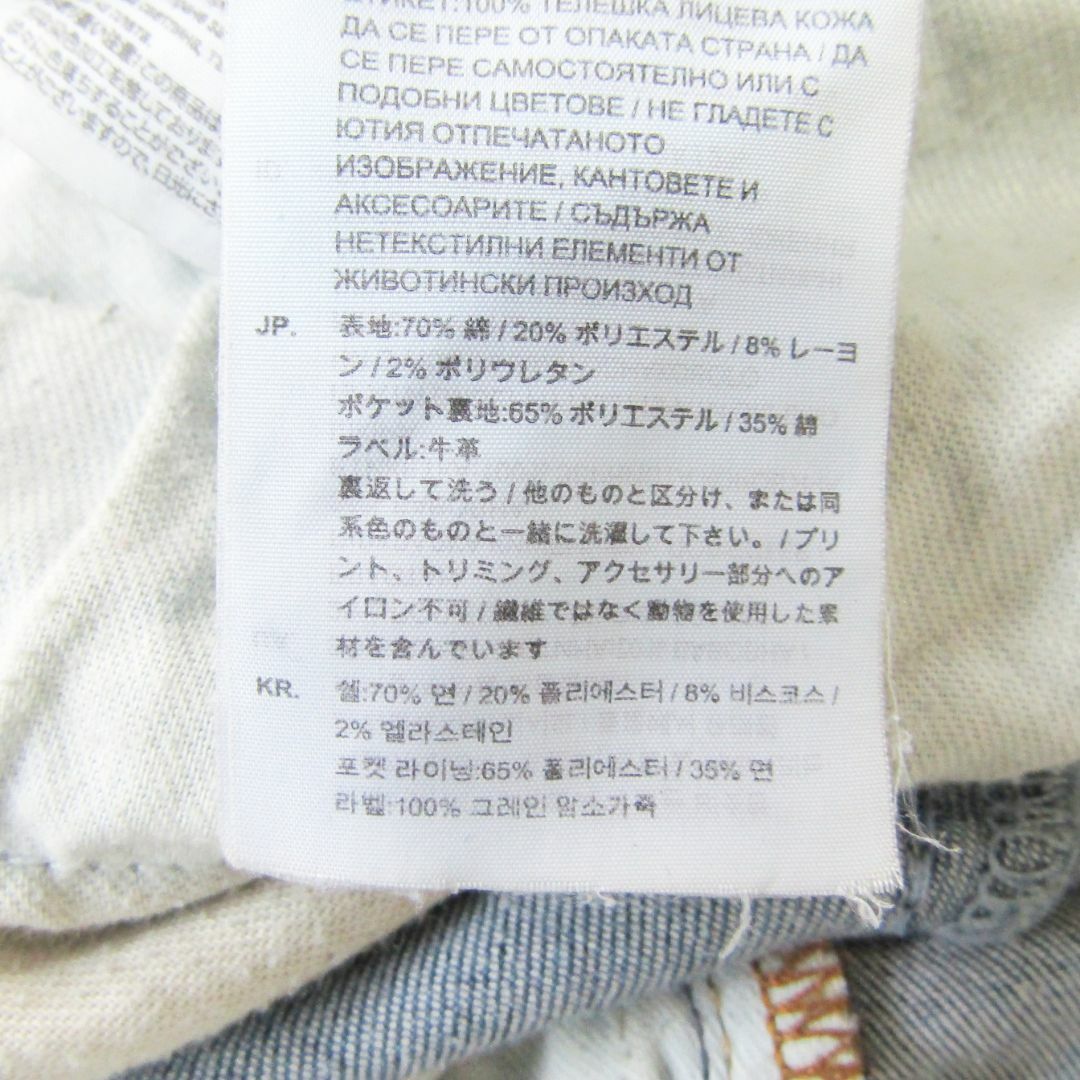 ЕТИКЕТ:100% ТЕЛЕШКА ЛИЦЕВА КОЖА
ДА СЕ ПЕРЕ ОТ ОПАКАТА СТРАНА / ДА
СЕ ПЕРЕ САМОСТОЯТЕЛНО ИЛИ С
ПОДОБНИ ЦВЕТОВЕ / НЕ ГЛАДЕТЕ С
ЮТИЯ ОТПЕЧАТАНОТО
ИЗОБРАЖЕНИЕ, КАНТОВЕТЕ И
АКСЕСОАРИТЕ / СЪДЪРЖА
НЕТЕКСТИЛНИ ЕЛЕМЕНТИ ОТ
ЖИВОТИНСКИ ПРОИЗХОД
JP. 表地:70% 綿 / 20% ポリエステル / 8% レーヨ
ン / 2% ポリウレタン
ポケット裏地:65% ポリエステル / 35% 綿
ラベル:牛革
裏返して洗う / 他のものと区分け、または同
系色のものと一緒に洗濯して下さい。/ プリ
ント、トリミング、アクセサリー部分へのア
イロン不可 / 繊維ではなく動物を使用した素
材を含んでいます
KR. 쉘:70% 면 / 20% 폴리에스터 / 8% 비스코스 /
2% 엘라스테인
포켓 라이닝:65% 폴리에스터 / 35% 면
라벨:100% 그레인 암소가죽